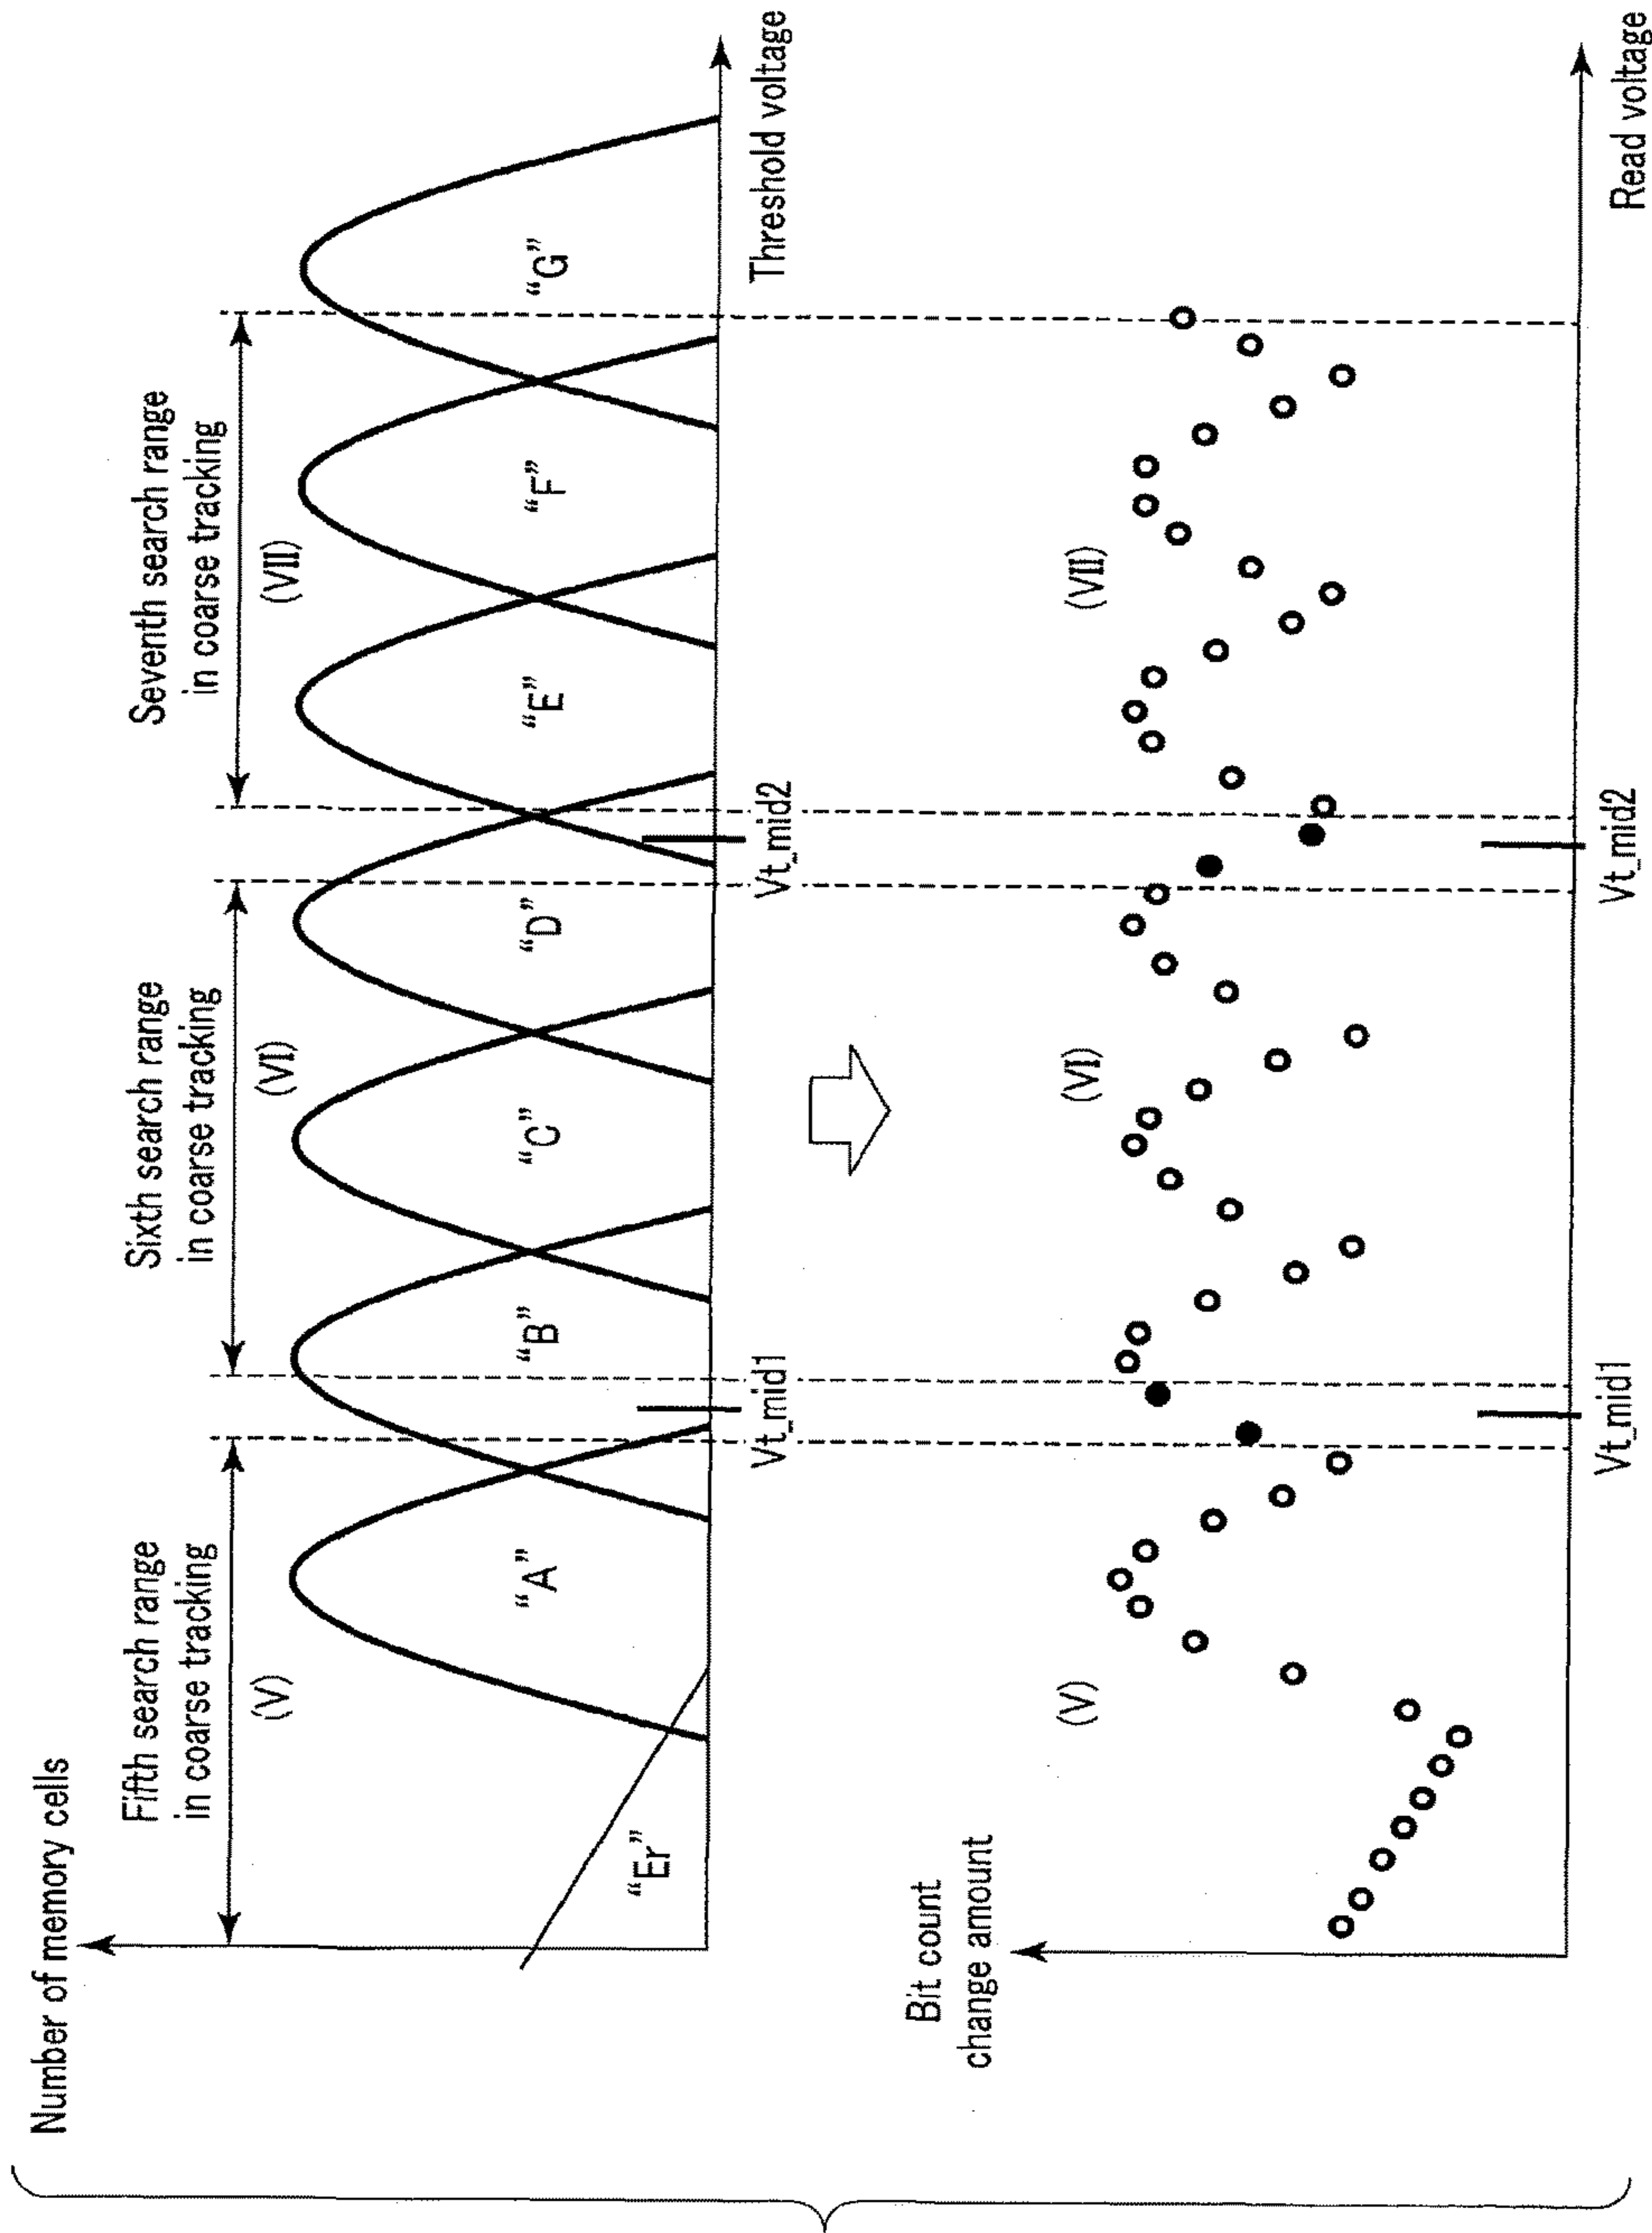 Number of memory cells
Fifth search range
in coarse tracking
(V)
Sixth search range
in coarse tracking
(VI)
Seventh search range
in coarse tracking
(VII)
“Er”
“A”
“B”
“C”
“D”
“E”
“F”
“G”
Vt_mid1
Vt_mid2
Threshold voltage
Bit count
change amount
(V)
(VI)
(VII)
Vt_mid1
Vt_mid2
Read voltage